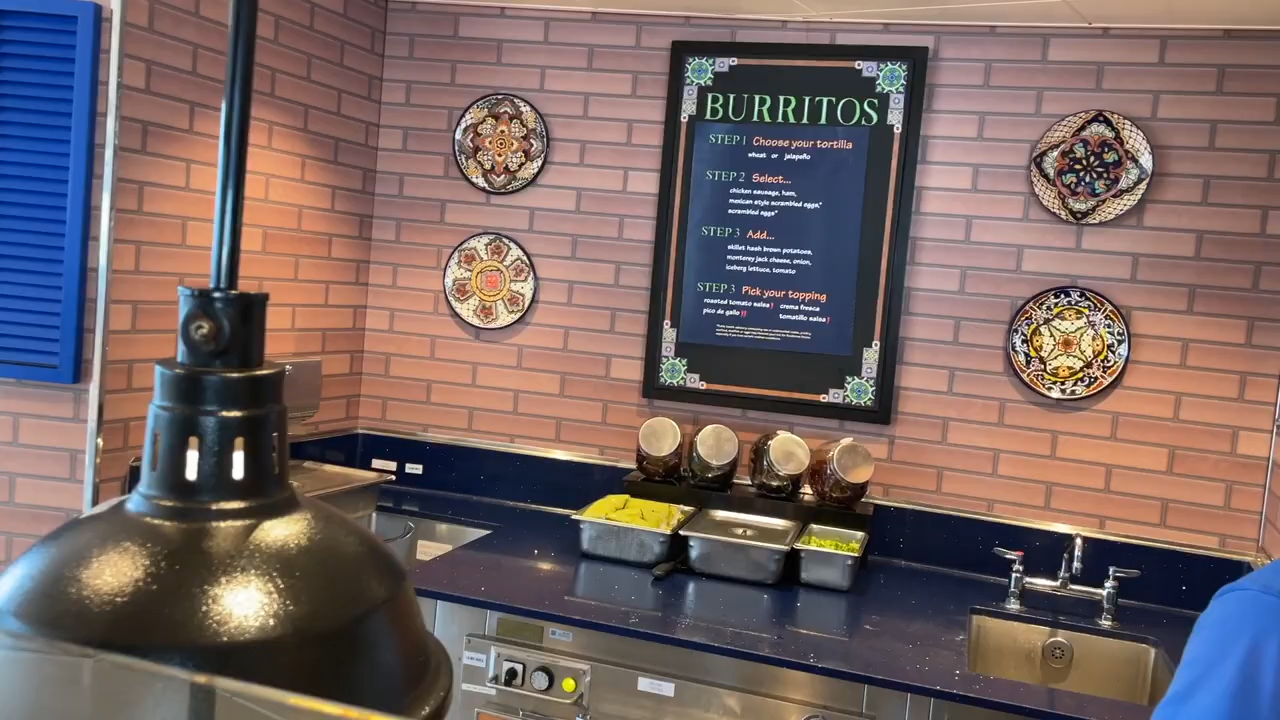 BURRITOS
STEP 1 Choose your tortilla
wheat or jalapeño
STEP 2 Select...
chicken sausage, ham,
mexican style scrambled eggs,*
scrambled eggs*
STEP 3 Add...
skillet hash brown potatoes,
monterey jack cheese, onion,
iceberg lettuce, tomato
STEP 3 Pick your topping
roasted tomato salsa crema fresca
pico de gallo tomatillo salsa